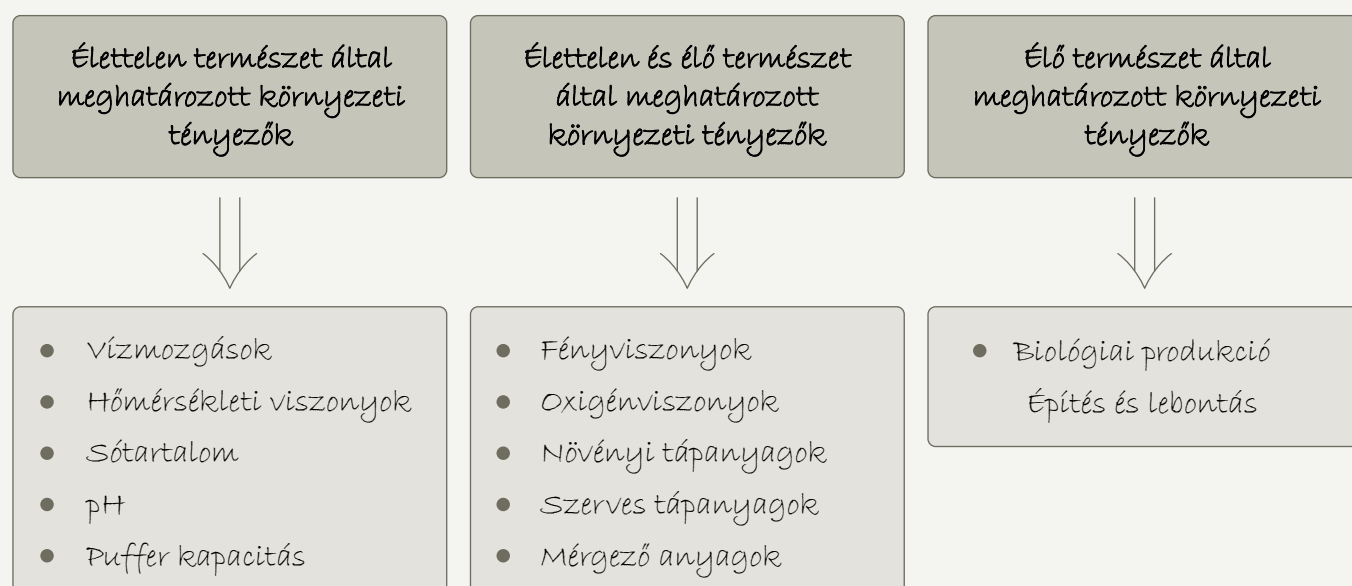 Élettelen természet által
meghatározott környezeti
tényezők
Élettelen és élő természet
által meghatározott
környezeti tényezők
Élő természet által
meghatározott környezeti
tényezők
Vízmozgások
Hőmérsékleti viszonyok
Sótartalom
pH
Puffer kapacitás
Fényviszonyok
Oxigénviszonyok
Növényi tápanyagok
Szerves tápanyagok
Mérgező anyagok
Biológiai produkció
Építés és lebontás